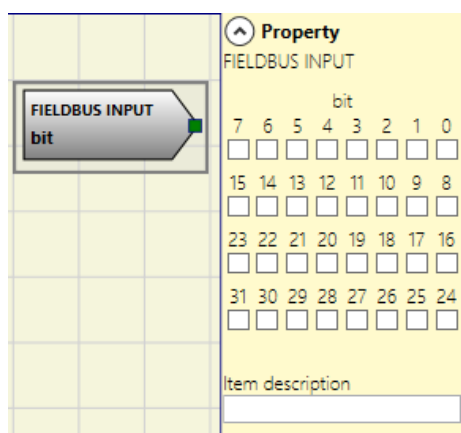 Property
FIELDBUS INPUT
FIELDBUS INPUT
bit
bit
7 6 5 4 3 2 1 0
15 14 13 12 11 10 9 8
23 22 21 20 19 18 17 16
31 30 29 28 27 26 25 24
Item description